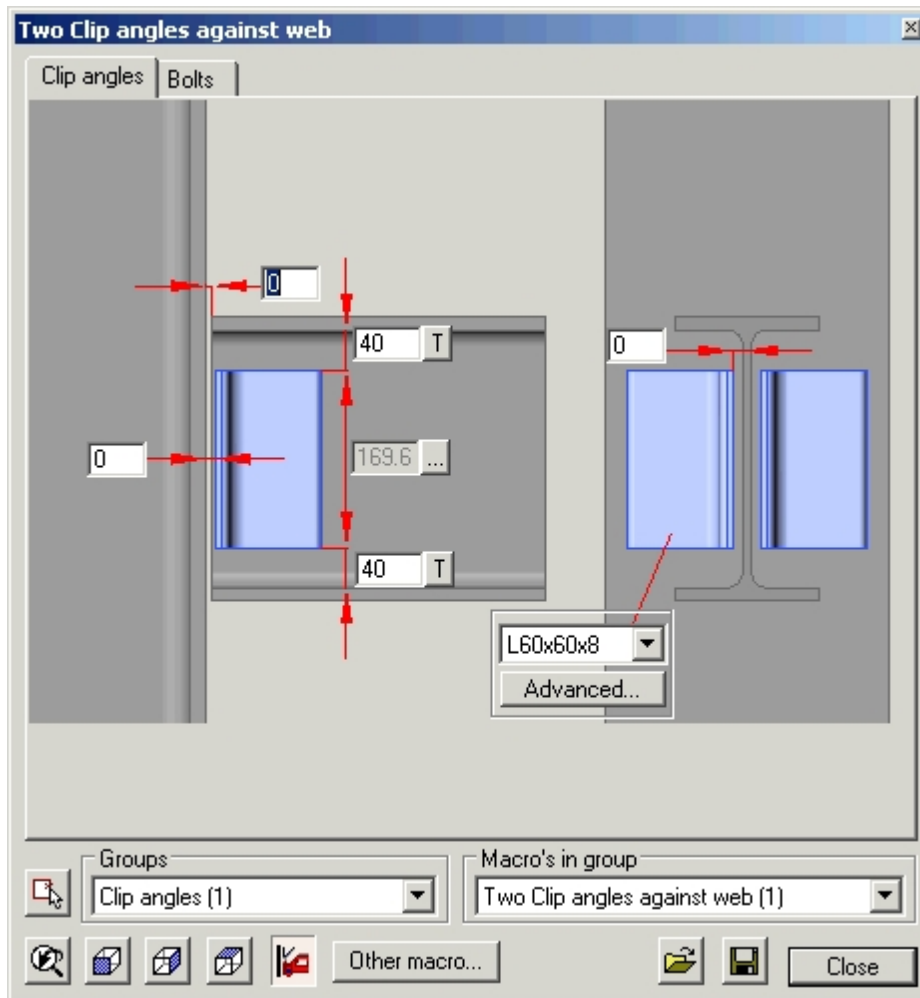 Two Clip angles against web
Clip angles
Bolts
0
40 T
0
0
169.6 ...
40 T
L60x60x8
Advanced...
Groups
Clip angles (1)
Macro's in group
Two Clip angles against web (1)
Other macro...
Close